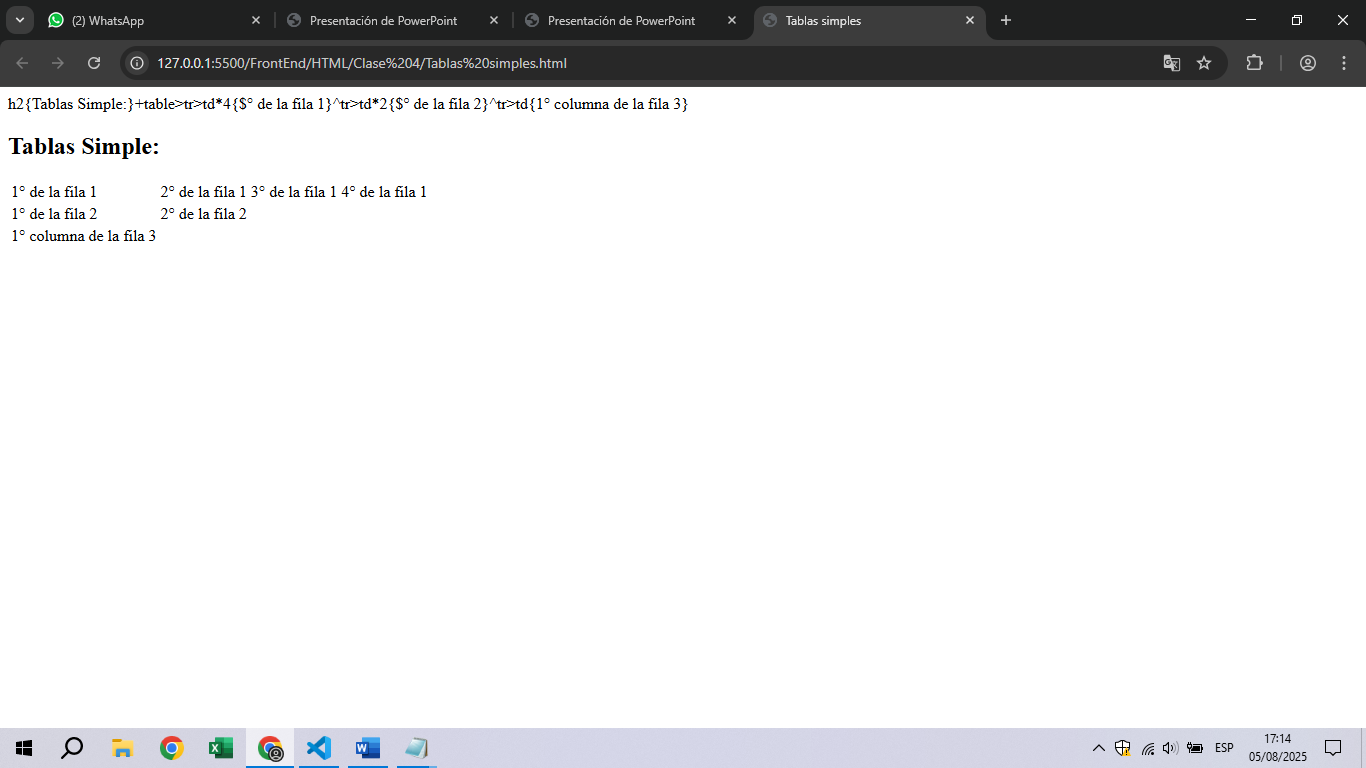 (2) WhatsApp
Presentación de PowerPoint
Presentación de PowerPoint
Tablas simples
127.0.0.1:5500/FrontEnd/HTML/Clase%204/Tablas%20simples.html
h2{Tablas Simple:}+table>tr>td*4{$° de la fila 1}^tr>td*2{$° de la fila 2}^tr>td{1° columna de la fila 3}
Tablas Simple:
1° de la fila 1 2° de la fila 1 3° de la fila 1 4° de la fila 1
1° de la fila 2 2° de la fila 2
1° columna de la fila 3
ESP
17:14
05/08/2025